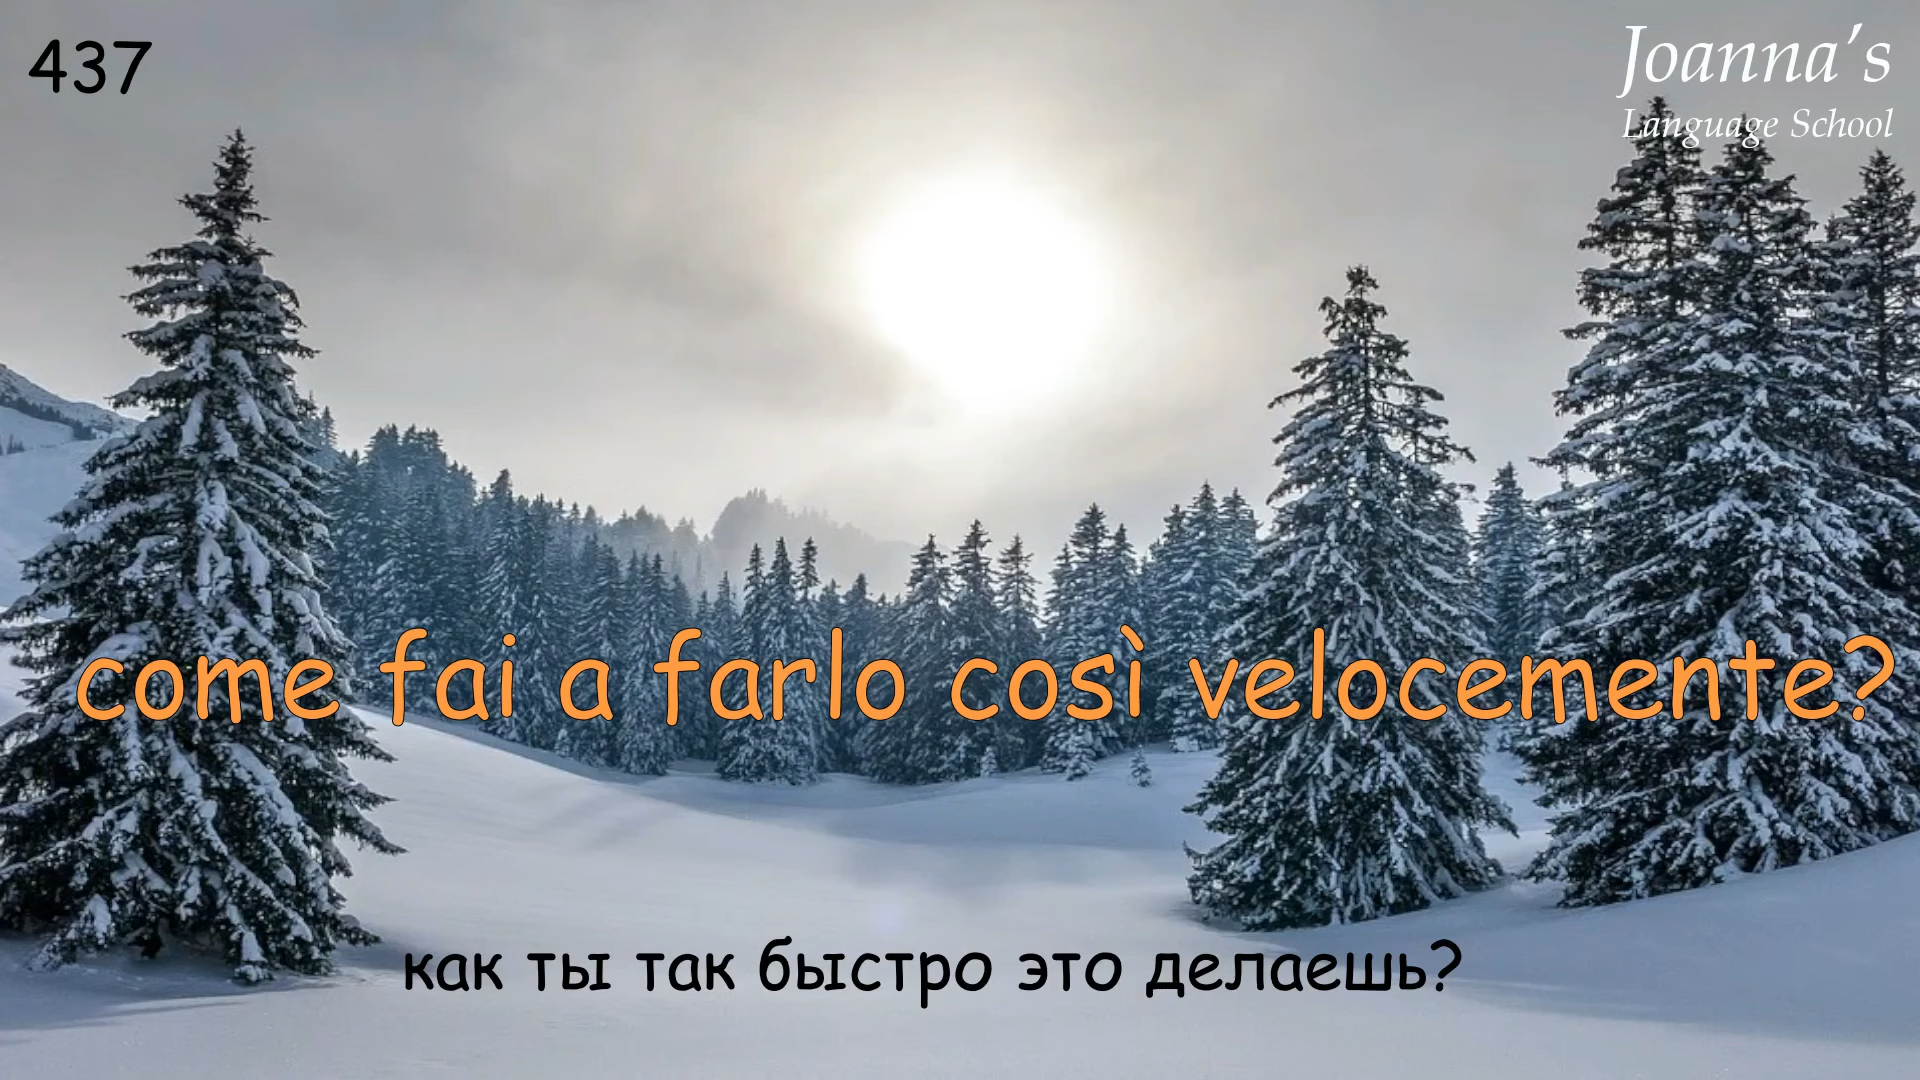 437
Joanna's
Language School
come fai a farlo così velocemente?
как ты так быстро это делаешь?